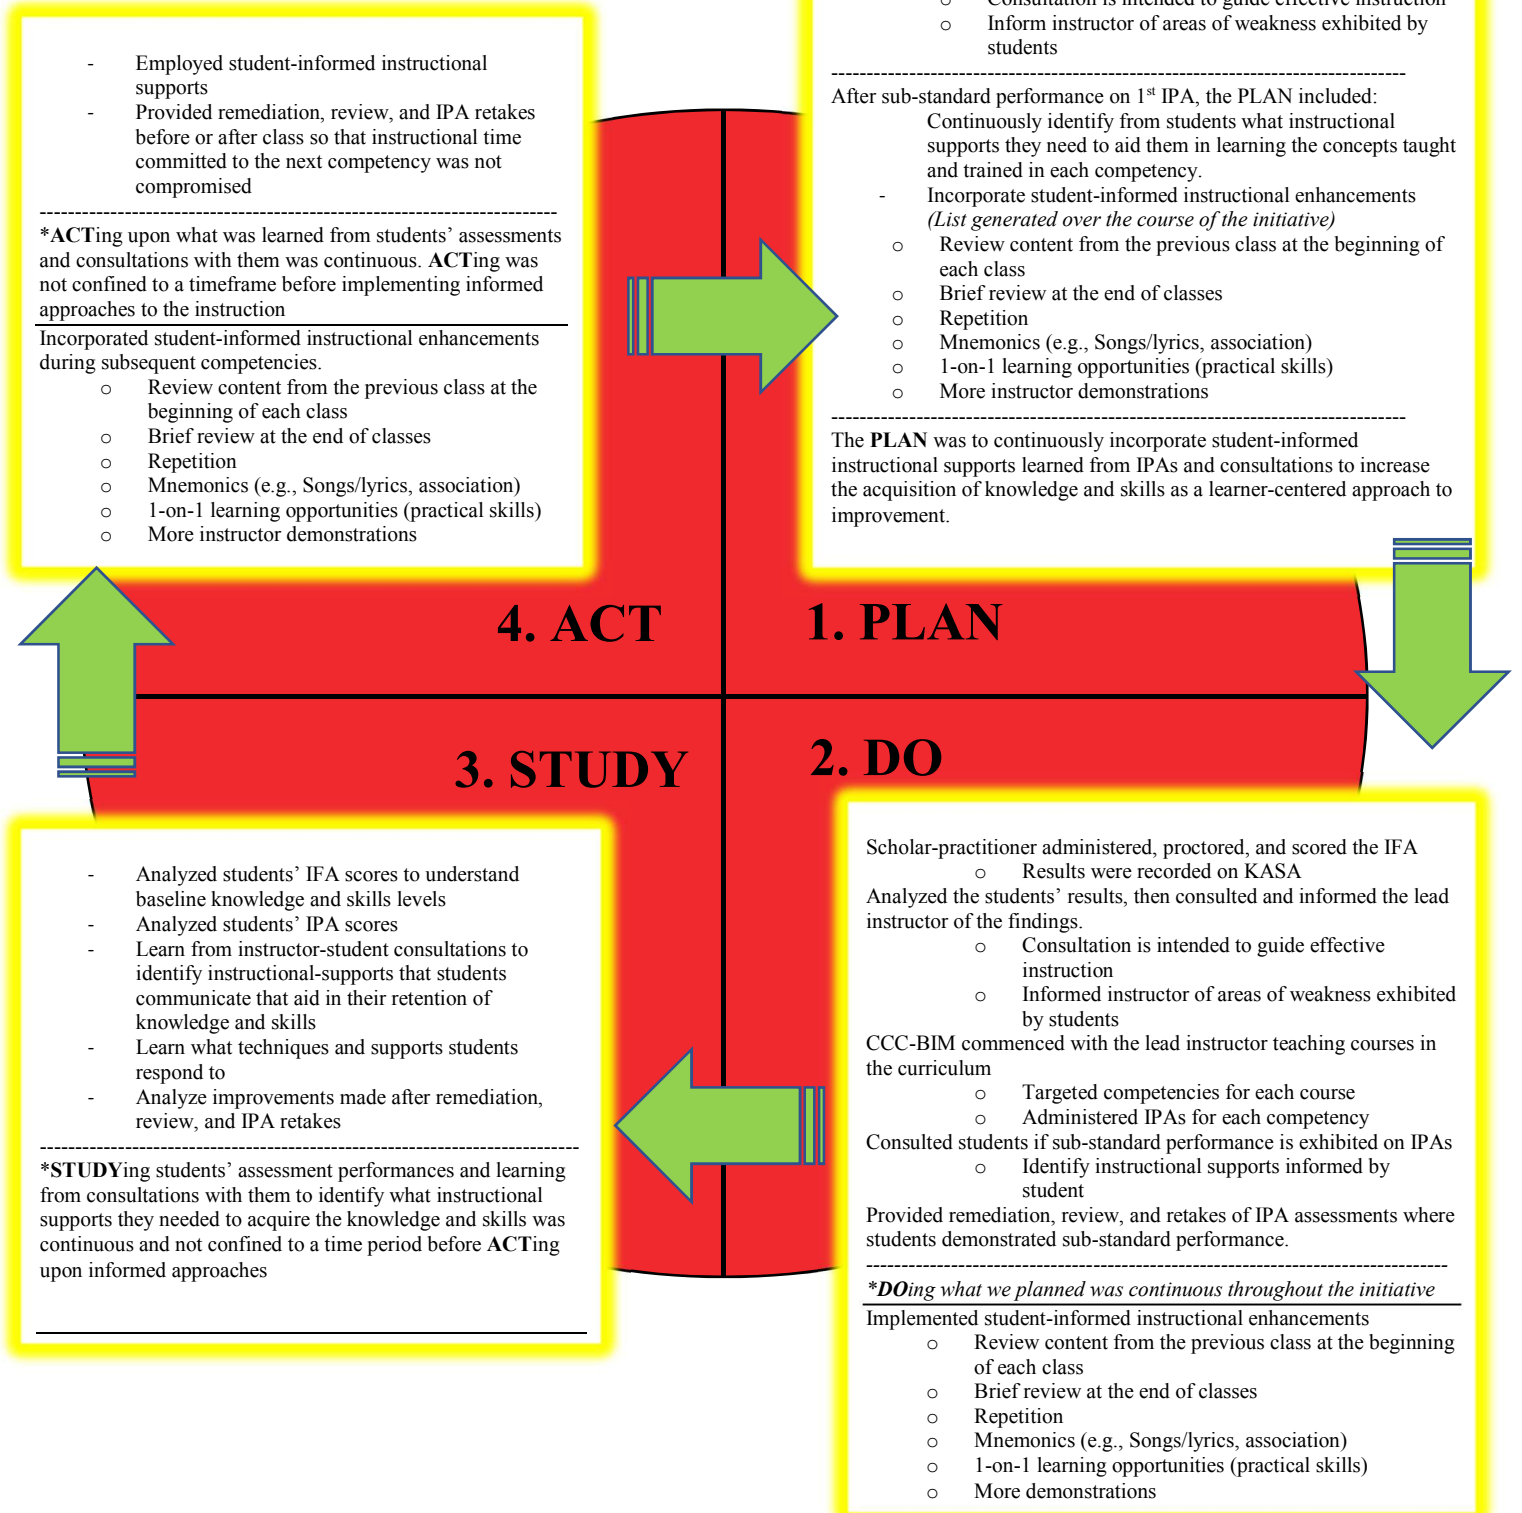 - Employed student-informed instructional
supports
- Provided remediation, review, and IPA retakes
before or after class so that instructional time
committed to the next competency was not
compromised
--------------------------------------------------------------------------
*ACTing upon what was learned from students’ assessments
and consultations with them was continuous. ACTing was
not confined to a timeframe before implementing informed
approaches to the instruction
Incorporated student-informed instructional enhancements
during subsequent competencies.
o Review content from the previous class at the
beginning of each class
o Brief review at the end of classes
o Repetition
o Mnemonics (e.g., Songs/lyrics, association)
o 1-on-1 learning opportunities (practical skills)
o More instructor demonstrations
o Consultation is intended to guide effective instruction
o Inform instructor of areas of weakness exhibited by
students
----------------------------------------------------------------------------------
After sub-standard performance on 1st IPA, the PLAN included:
Continuously identify from students what instructional
supports they need to aid them in learning the concepts taught
and trained in each competency.
- Incorporate student-informed instructional enhancements
(List generated over the course of the initiative)
o Review content from the previous class at the beginning of
each class
o Brief review at the end of classes
o Repetition
o Mnemonics (e.g., Songs/lyrics, association)
o 1-on-1 learning opportunities (practical skills)
o More instructor demonstrations
----------------------------------------------------------------------------------
The PLAN was to continuously incorporate student-informed
instructional supports learned from IPAs and consultations to increase
the acquisition of knowledge and skills as a learner-centered approach to
improvement.
4. ACT
1. PLAN
3. STUDY
2. DO
- Analyzed students’ IFA scores to understand
baseline knowledge and skills levels
- Analyzed students’ IPA scores
- Learn from instructor-student consultations to
identify instructional-supports that students
communicate that aid in their retention of
knowledge and skills
- Learn what techniques and supports students
respond to
- Analyze improvements made after remediation,
review, and IPA retakes
-----------------------------------------------------------------------------
*STUDYing students’ assessment performances and learning
from consultations with them to identify what instructional
supports they needed to acquire the knowledge and skills was
continuous and not confined to a time period before ACTing
upon informed approaches
Scholar-practitioner administered, proctored, and scored the IFA
o Results were recorded on KASA
Analyzed the students’ results, then consulted and informed the lead
instructor of the findings.
o Consultation is intended to guide effective
instruction
o Informed instructor of areas of weakness exhibited
by students
CCC-BIM commenced with the lead instructor teaching courses in
the curriculum
o Targeted competencies for each course
o Administered IPAs for each competency
Consulted students if sub-standard performance is exhibited on IPAs
o Identify instructional supports informed by
student
Provided remediation, review, and retakes of IPA assessments where
students demonstrated sub-standard performance.
-----------------------------------------------------------------------------------
*DOing what we planned was continuous throughout the initiative
Implemented student-informed instructional enhancements
o Review content from the previous class at the beginning
of each class
o Brief review at the end of classes
o Repetition
o Mnemonics (e.g., Songs/lyrics, association)
o 1-on-1 learning opportunities (practical skills)
o More demonstrations